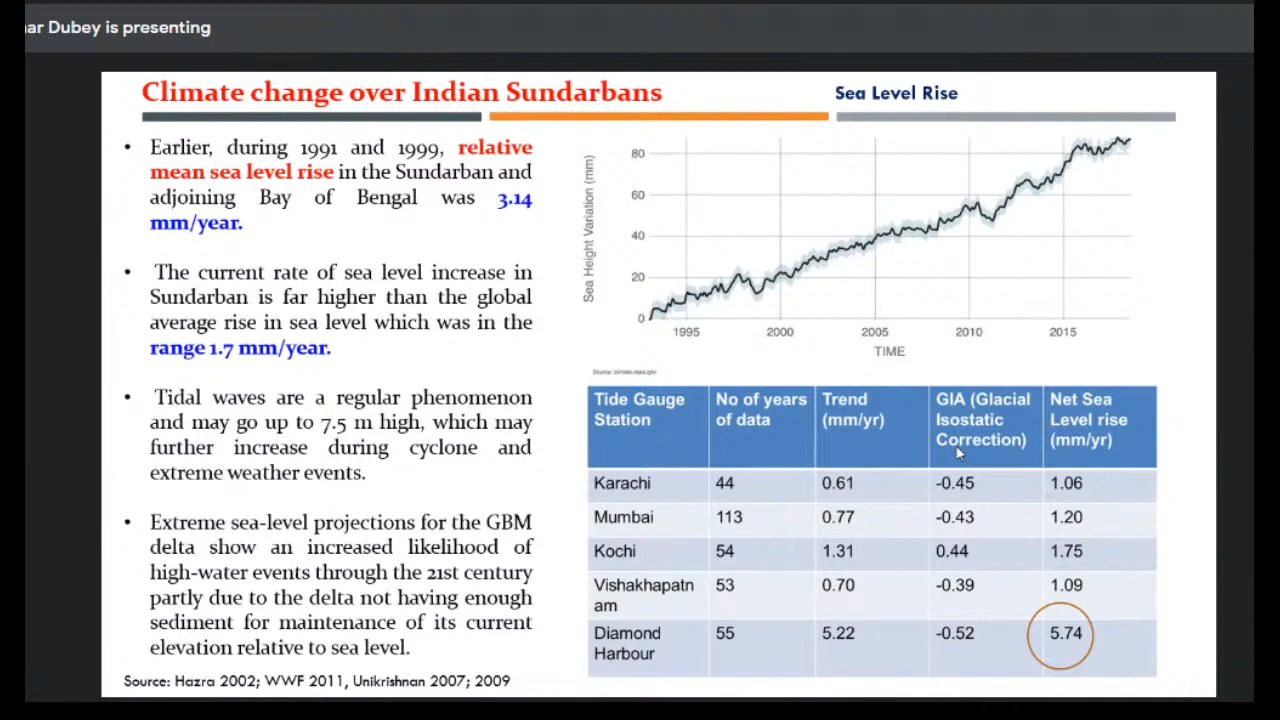 ar Dubey is presenting
Climate change over Indian Sundarbans
Sea Level Rise
• Earlier, during 1991 and 1999, relative
mean sea level rise in the Sundarban and
adjoining Bay of Bengal was 3.14
mm/year.
• The current rate of sea level increase in
Sundarban is far higher than the global
average rise in sea level which was in the
range 1.7 mm/year.
• Tidal waves are a regular phenomenon
and may go up to 7.5 m high, which may
further increase during cyclone and
extreme weather events.
• Extreme sea-level projections for the GBM
delta show an increased likelihood of
high-water events through the 21st century
partly due to the delta not having enough
sediment for maintenance of its current
elevation relative to sea level.
Source: Hazra 2002; WWF 2011, Unikrishnan 2007; 2009
Sea Height Variation (mm)
80
60
40
20
0
1995 2000 2005 2010 2015
TIME
Source: climate.nasa.gov
Tide Gauge Station No of years of data Trend (mm/yr) GIA (Glacial Isostatic Correction) Net Sea Level rise (mm/yr)
Karachi 44 0.61 -0.45 1.06
Mumbai 113 0.77 -0.43 1.20
Kochi 54 1.31 0.44 1.75
Vishakhapatnam 53 0.70 -0.39 1.09
Diamond Harbour 55 5.22 -0.52 5.74